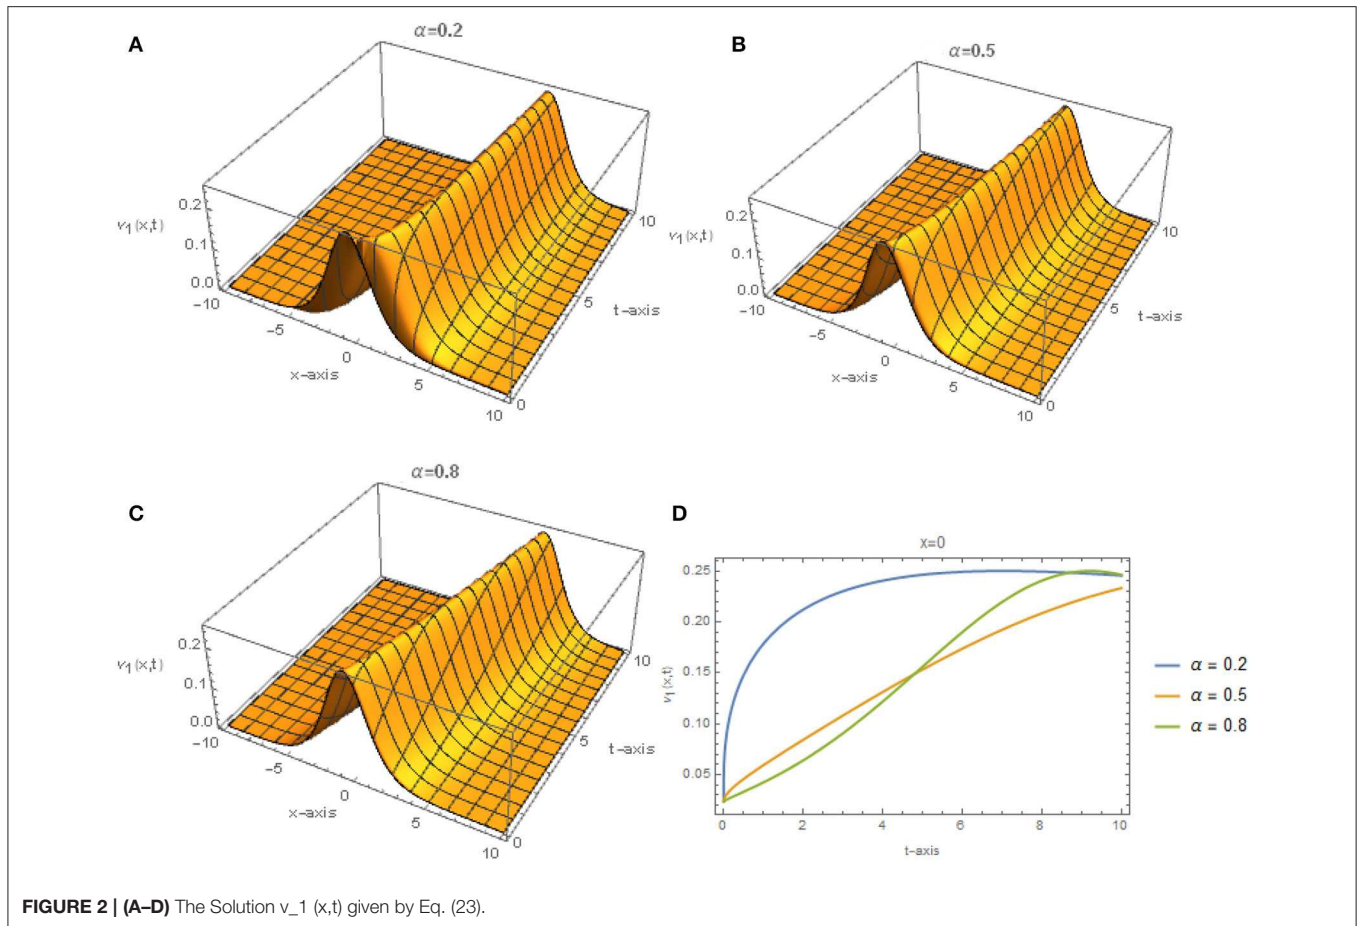 A
α=0.2
0.2
v1(x,t)
0.1
0.0
-10
-5
0
x-axis
5
10
0
5
t-axis
10
B
α=0.5
0.2
v1(x,t)
0.1
0.0
-10
-5
0
x-axis
5
10
0
5
t-axis
10
C
α=0.8
0.2
v1(x,t)
0.1
0.0
-10
-5
0
x-axis
5
10
0
5
t-axis
10
D
x=0
0.25
0.20
0.15
0.10
0.05
v1(x,t)
0 2 4 6 8 10
t-axis
α = 0.2
α = 0.5
α = 0.8
FIGURE 2 | (A–D) The Solution v_1 (x,t) given by Eq. (23).